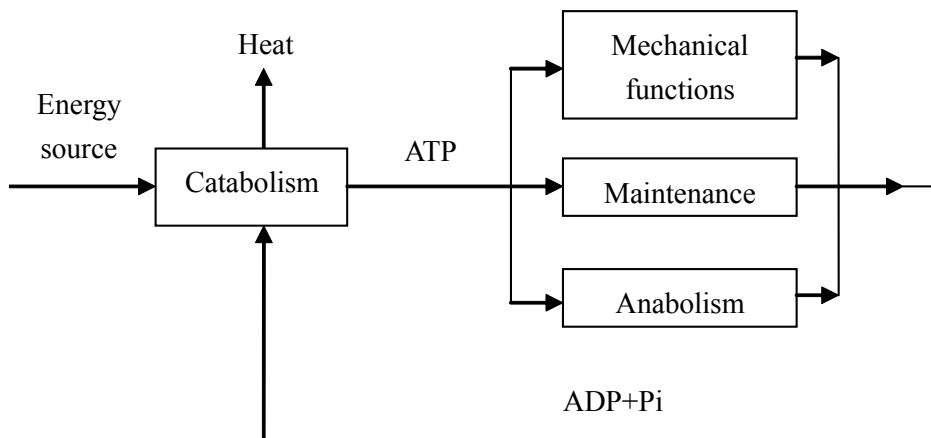 Heat
Energy
source
Catabolism
ATP
Mechanical
functions
Maintenance
Anabolism
ADP+Pi